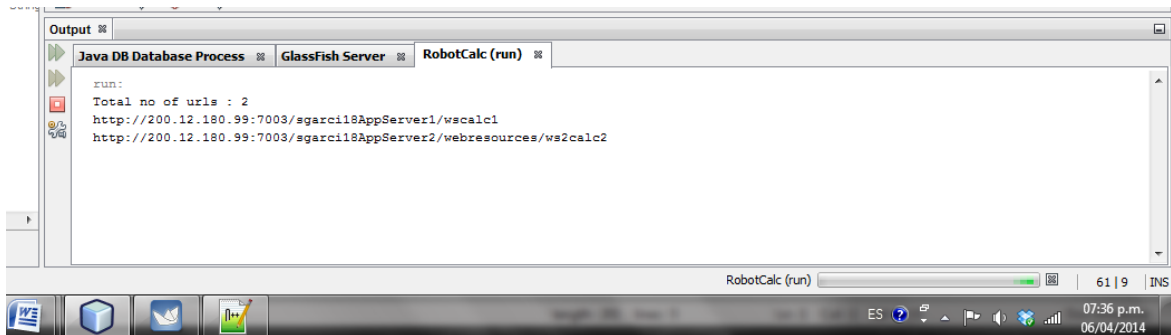 Output
Java DB Database Process GlassFish Server RobotCalc (run)
run:
Total no of urls : 2
http://200.12.180.99:7003/sgarci18AppServer1/wscalc1
http://200.12.180.99:7003/sgarci18AppServer2/webresources/ws2calc2
RobotCalc (run) 61|9 INS
ES 07:36 p.m.
06/04/2014